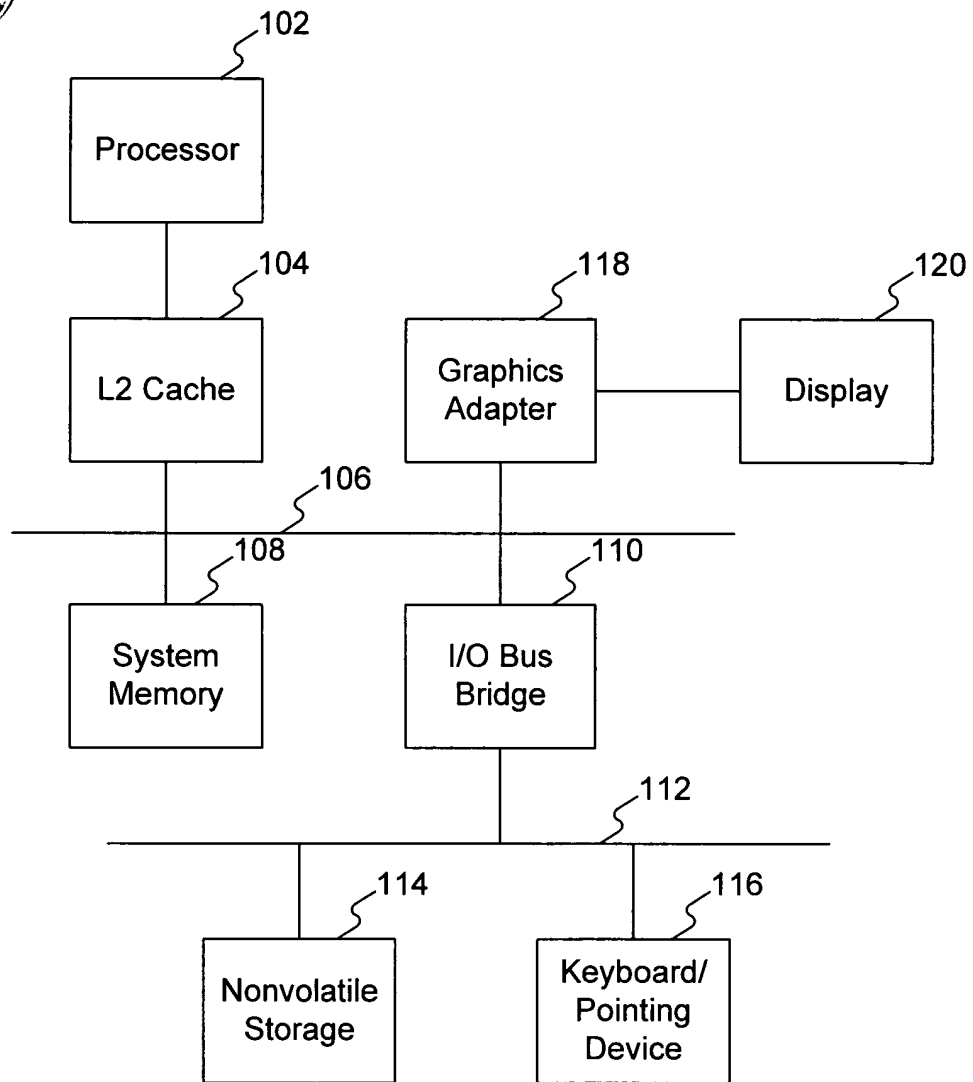 102
Processor
104
118
120
L2 Cache
Graphics
Adapter
Display
106
108
110
System
Memory
I/O Bus
Bridge
112
114
116
Nonvolatile
Storage
Keyboard/
Pointing
Device